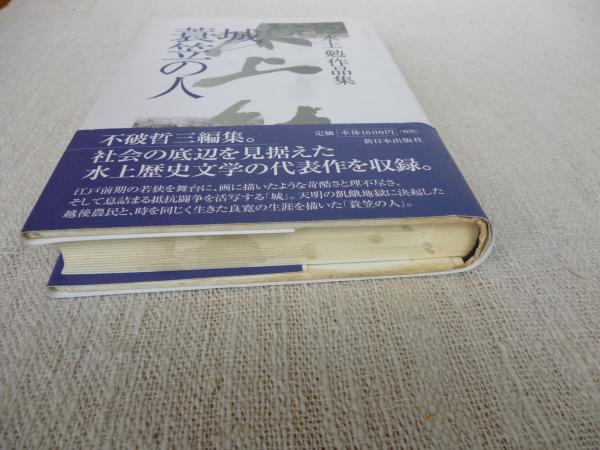 水上勉作品集
城
蓑笠の人
水上
定価[本体1600円](税別)
新日本出版社
不破哲三編集。
社会の底辺を見据えた
水上歴史文学の代表作を収録。
江戸前期の若狭を舞台に、画に描いたような苛酷さと理不尽さ、
そして息詰まる抵抗闘争を活写する「城」。天明の飢餓地獄に決起した
越後農民と、時を同じく生きた良寛の生涯を描いた「蓑笠の人」。